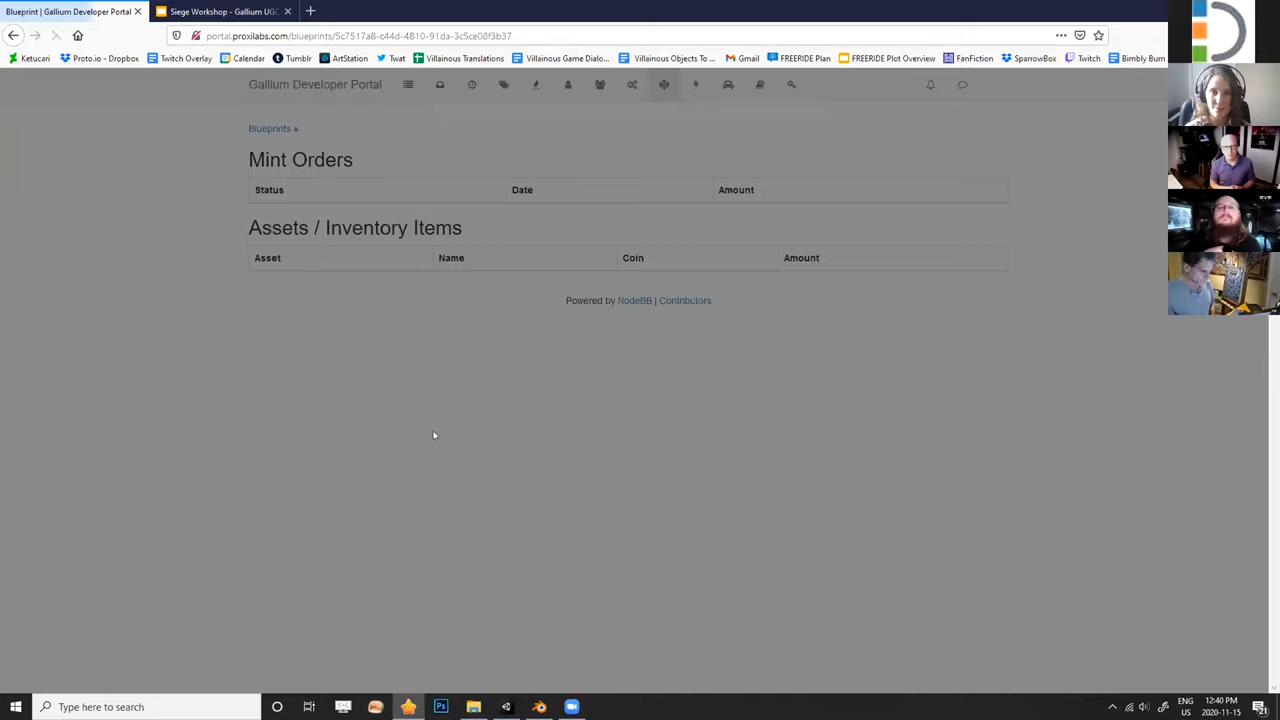 Blueprint | Gallium Developer Portal
Siege Workshop - Gallium UGC
portal.proxilabs.com/blueprints/5c7517a8-c44d-4810-91da-3c5ce08f3b37
Ketucari
Proto.io - Dropbox
Twitch Overlay
Calendar
Tumblr
ArtStation
Twat
Villainous Translations
Villainous Game Dialo...
Villainous Objects To ...
Gmail
FREERIDE Plan
FREERIDE Plot Overview
FanFiction
SparrowBox
Twitch
Bimbly Burn
Gallium Developer Portal
Blueprints »
Mint Orders
Status Date Amount
Assets / Inventory Items
Asset Name Coin Amount
Powered by NodeBB | Contributors
Type here to search
ENG
US
12:40 PM
2020-11-15
21